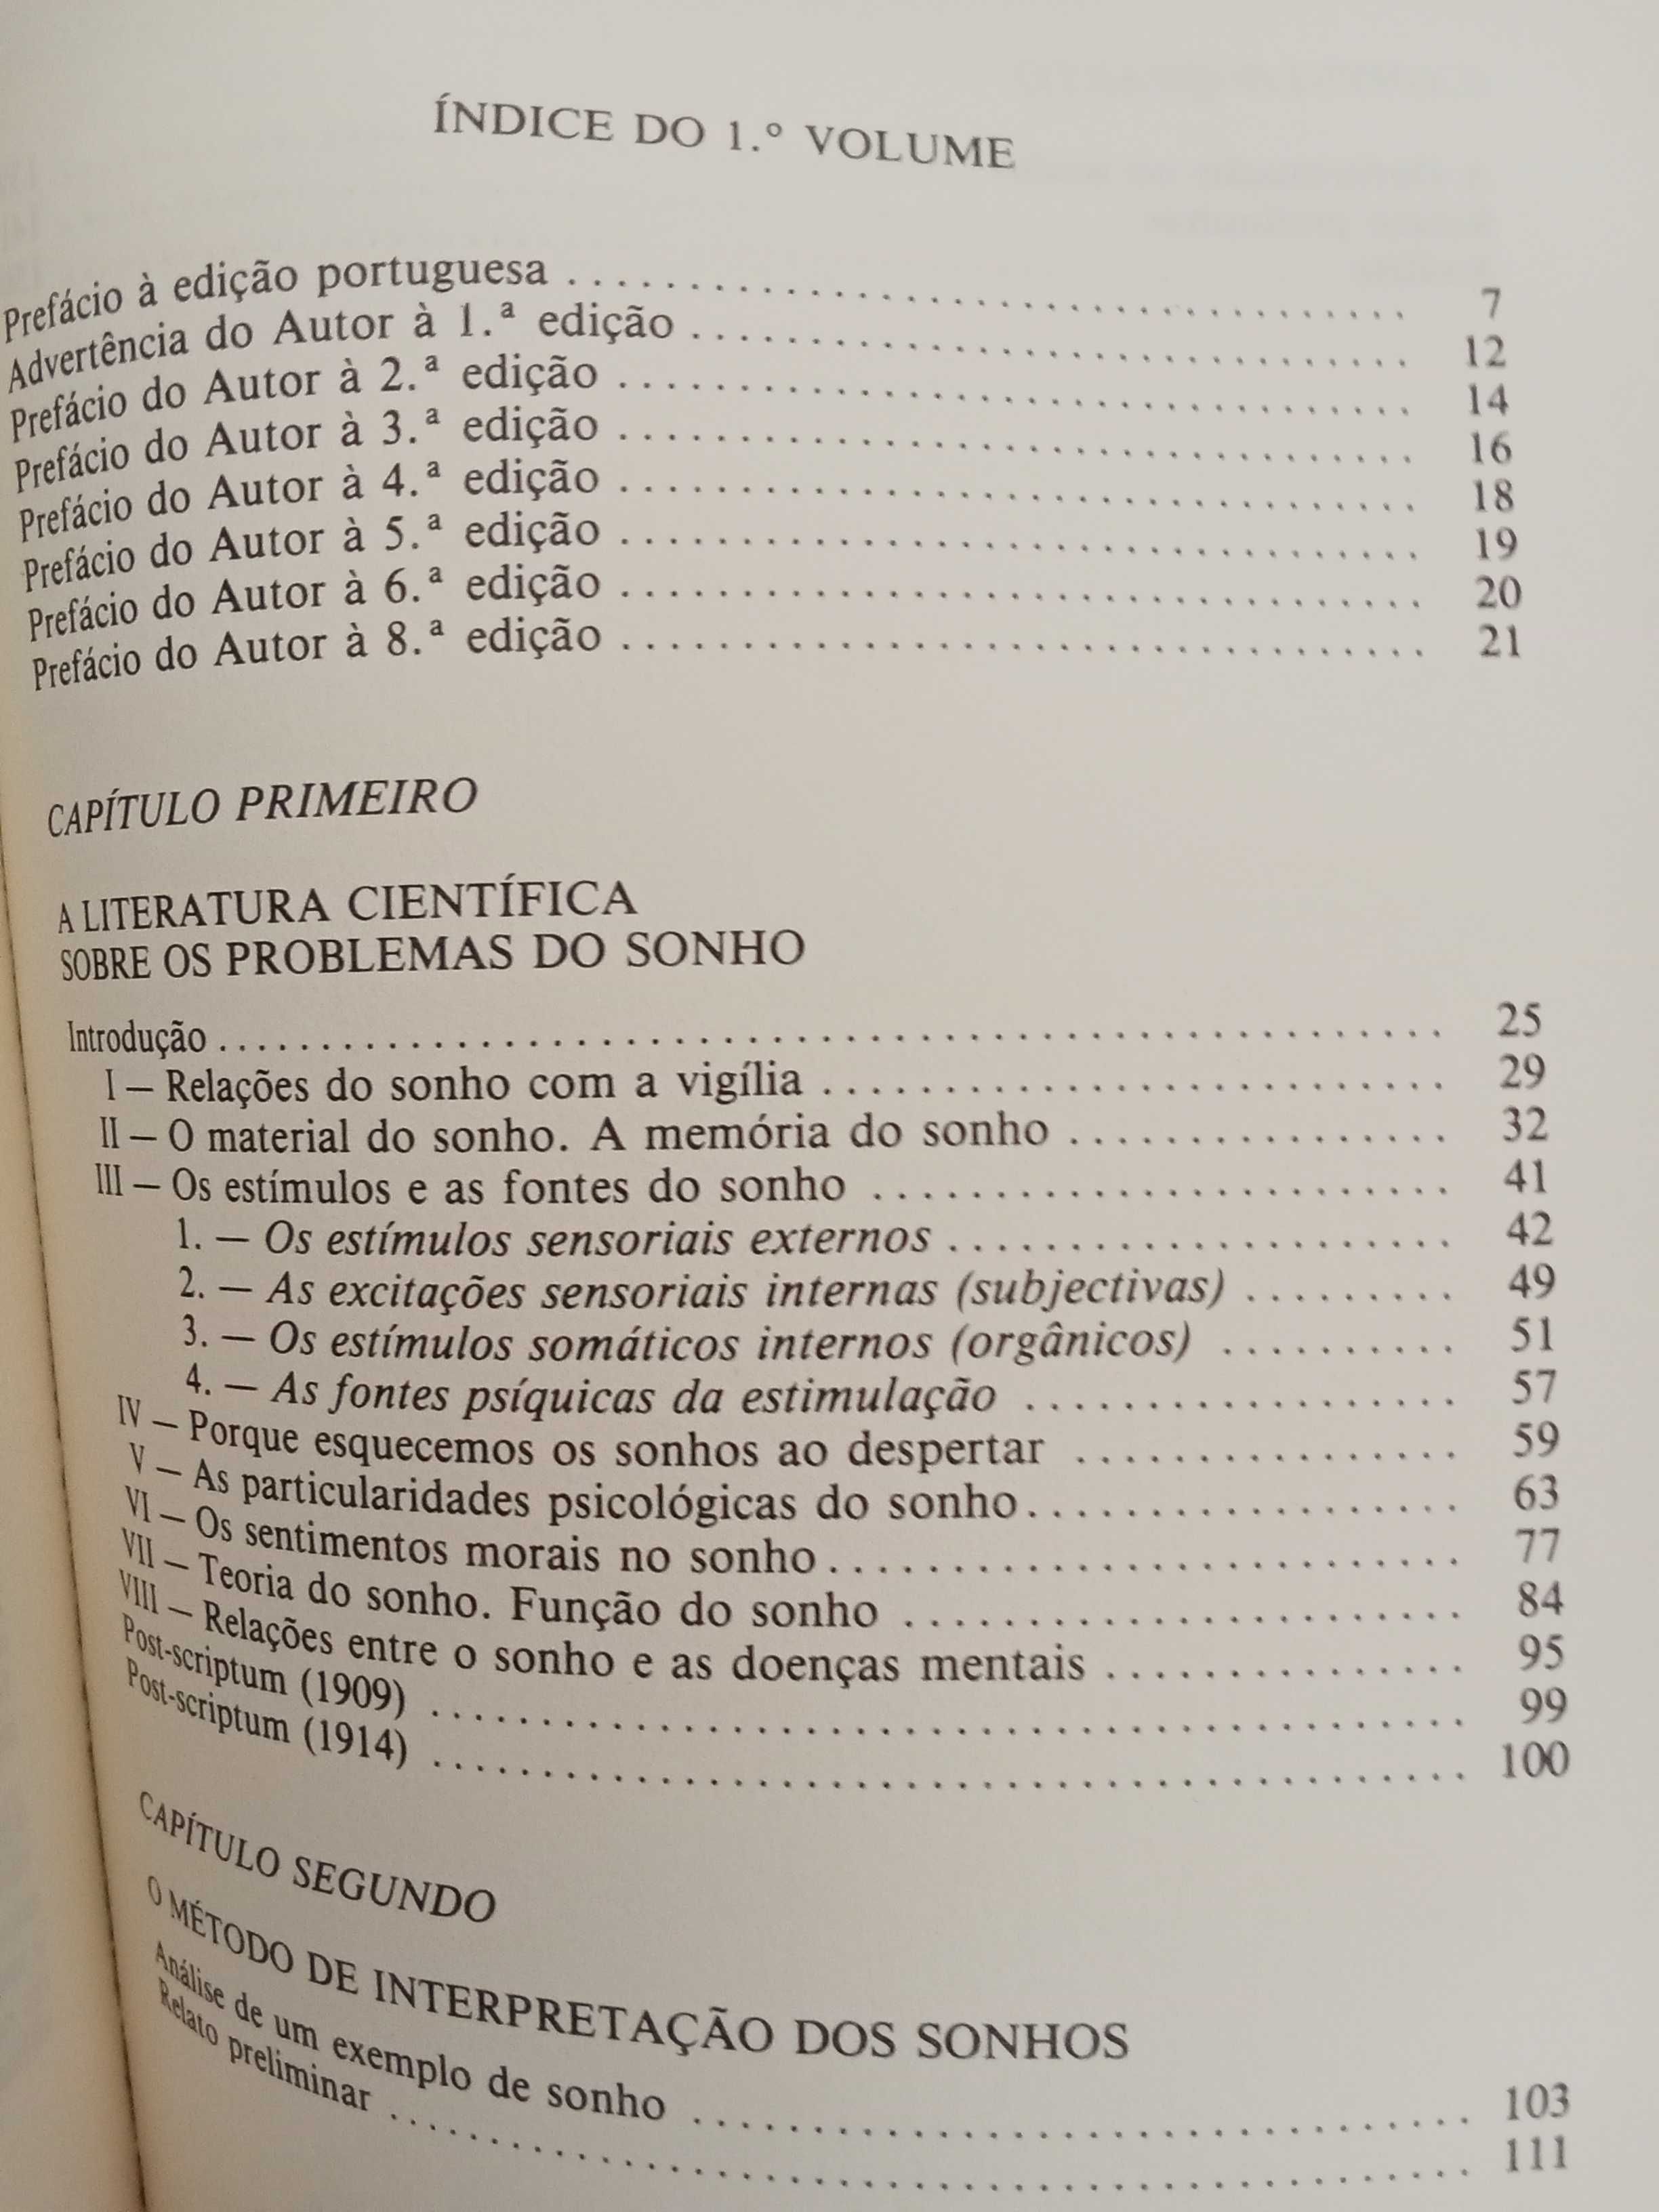 ÍNDICE DO 1.º VOLUME
Prefácio à edição portuguesa . . . . . . . . . . . . . . . . . . . . . . . . . . . . . . . . . . . 7
Advertência do Autor à 1.ª edição . . . . . . . . . . . . . . . . . . . . . . . . . . . . . . 12
Prefácio do Autor à 2.ª edição . . . . . . . . . . . . . . . . . . . . . . . . . . . . . . . . . 14
Prefácio do Autor à 3.ª edição . . . . . . . . . . . . . . . . . . . . . . . . . . . . . . . . . 16
Prefácio do Autor à 4.ª edição . . . . . . . . . . . . . . . . . . . . . . . . . . . . . . . . . 18
Prefácio do Autor à 5.ª edição . . . . . . . . . . . . . . . . . . . . . . . . . . . . . . . . . 19
Prefácio do Autor à 6.ª edição . . . . . . . . . . . . . . . . . . . . . . . . . . . . . . . . . 20
Prefácio do Autor à 8.ª edição . . . . . . . . . . . . . . . . . . . . . . . . . . . . . . . . . 21
CAPÍTULO PRIMEIRO
A LITERATURA CIENTÍFICA
SOBRE OS PROBLEMAS DO SONHO
Introdução . . . . . . . . . . . . . . . . . . . . . . . . . . . . . . . . . . . . . . . . . . . . . . . . . . . 25
I — Relações do sonho com a vigília . . . . . . . . . . . . . . . . . . . . . . . . . . 29
II — O material do sonho. A memória do sonho . . . . . . . . . . . . . . . . 32
III — Os estímulos e as fontes do sonho . . . . . . . . . . . . . . . . . . . . . . . . 41
1. — Os estímulos sensoriais externos . . . . . . . . . . . . . . . . . . . . . 42
2. — As excitações sensoriais internas (subjectivas) . . . . . . . . . 49
3. — Os estímulos somáticos internos (orgânicos) . . . . . . . . . . 51
4. — As fontes psíquicas da estimulação . . . . . . . . . . . . . . . . . . 57
IV — Porque esquecemos os sonhos ao despertar . . . . . . . . . . . . . . . . 59
V — As particularidades psicológicas do sonho. . . . . . . . . . . . . . . . . . 63
VI — Os sentimentos morais no sonho . . . . . . . . . . . . . . . . . . . . . . . . . . 77
VII — Teoria do sonho. Função do sonho . . . . . . . . . . . . . . . . . . . . . . . 84
VIII — Relações entre o sonho e as doenças mentais . . . . . . . . . . . . . . . 95
Post-scriptum (1909) . . . . . . . . . . . . . . . . . . . . . . . . . . . . . . . . . . . . . . . . . . 99
Post-scriptum (1914) . . . . . . . . . . . . . . . . . . . . . . . . . . . . . . . . . . . . . . . . . . 100
CAPÍTULO SEGUNDO
O MÉTODO DE INTERPRETAÇÃO DOS SONHOS
Análise de um exemplo de sonho . . . . . . . . . . . . . . . . . . . . . . . . . . . . . . . . 103
Relato preliminar . . . . . . . . . . . . . . . . . . . . . . . . . . . . . . . . . . . . . . . . . . . . . 111